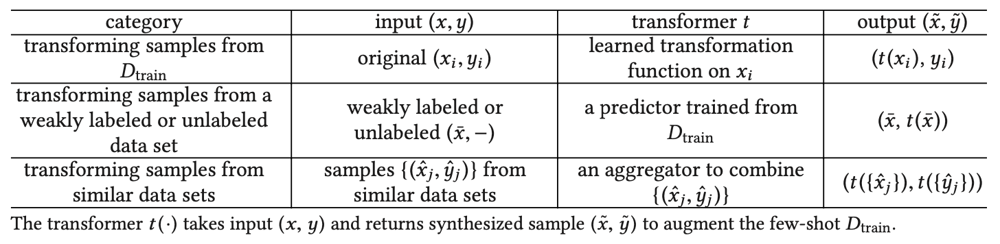 category input (x, y) transformer t output (x̃, ỹ)
transforming samples from
D_train
original (x_i, y_i)
learned transformation
function on x_i
(t(x_i), y_i)
transforming samples from a
weakly labeled or unlabeled
data set
weakly labeled or
unlabeled (x̄, −)
a predictor trained from
D_train
(x̄, t(x̄))
transforming samples from
similar data sets
samples {(x̂_j, ŷ_j)} from
similar data sets
an aggregator to combine
{(x̂_j, ŷ_j)}
(t({x̂_j}), t({ŷ_j}))
The transformer t(·) takes input (x, y) and returns synthesized sample (x̃, ỹ) to augment the few-shot D_train.